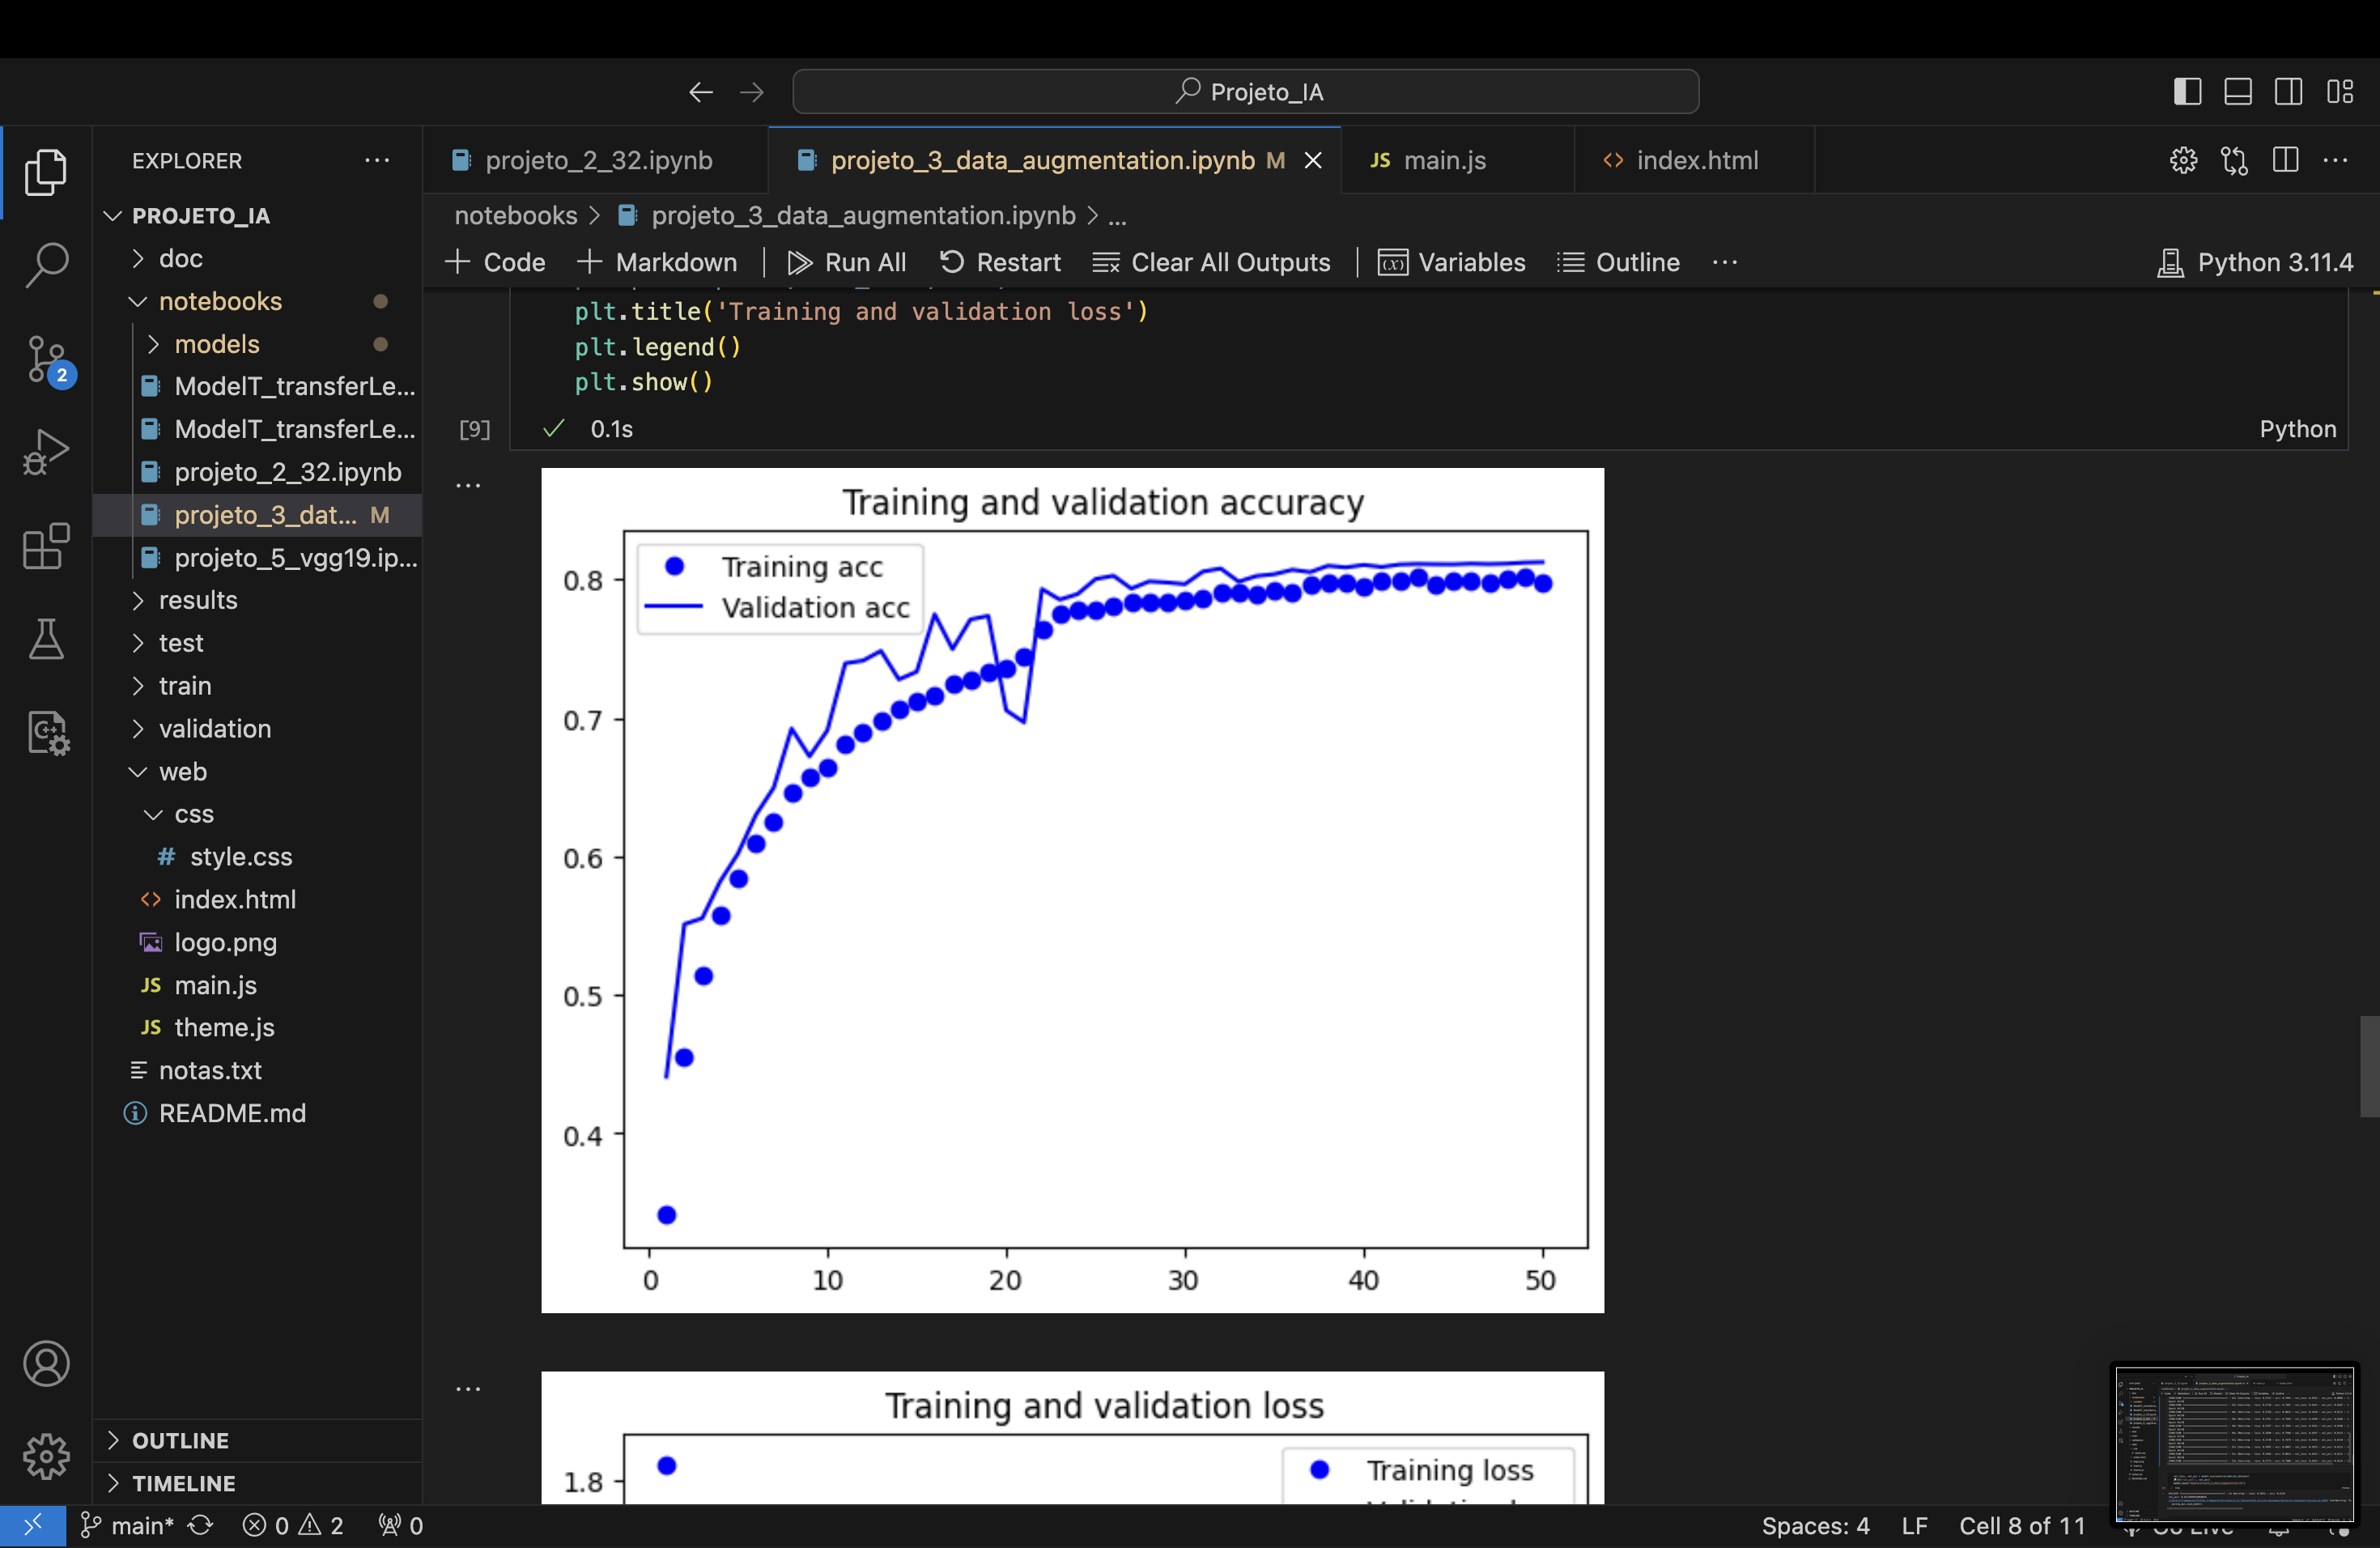 Projeto_IA
EXPLORER
PROJETO_IA
doc
notebooks
models
ModelT_transferLe...
ModelT_transferLe...
projeto_2_32.ipynb
projeto_3_dat... M
projeto_5_vgg19.ip...
results
test
train
validation
web
css
# style.css
<> index.html
logo.png
JS main.js
JS theme.js
notas.txt
README.md
OUTLINE
TIMELINE
2
projeto_2_32.ipynb
projeto_3_data_augmentation.ipynb M
JS main.js
<> index.html
notebooks > projeto_3_data_augmentation.ipynb > ...
+ Code + Markdown Run All Restart Clear All Outputs Variables Outline ...
Python 3.11.4
plt.title('Training and validation loss')
plt.legend()
plt.show()
[9] 0.1s Python
Training and validation accuracy
Training acc
Validation acc
0.8
0.7
0.6
0.5
0.4
0 10 20 30 40 50
Training and validation loss
1.8
Training loss
main* 0 2 0
Spaces: 4 LF Cell 8 of 11